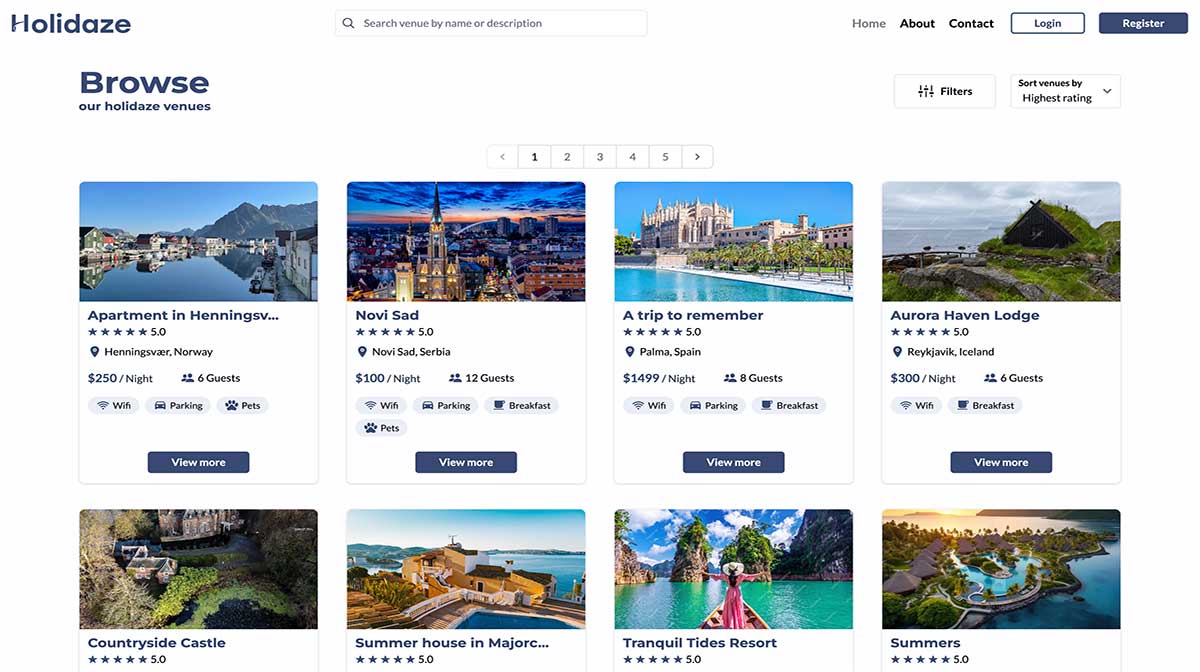 Holidaze
Search venue by name or description
Home About Contact Login Register
Browse
our holidaze venues
Filters
Sort venues by
Highest rating
< 1 2 3 4 5 >
Apartment in Henningsv...
★★★★★ 5.0
Henningsvær, Norway
$250 / Night 6 Guests
Wifi Parking Pets
View more
Novi Sad
★★★★★ 5.0
Novi Sad, Serbia
$100 / Night 12 Guests
Wifi Parking Breakfast
Pets
View more
A trip to remember
★★★★★ 5.0
Palma, Spain
$1499 / Night 8 Guests
Wifi Parking Breakfast
View more
Aurora Haven Lodge
★★★★★ 5.0
Reykjavik, Iceland
$300 / Night 6 Guests
Wifi Breakfast
View more
Countryside Castle
★★★★★ 5.0
Summer house in Majorc...
★★★★★ 5.0
Tranquil Tides Resort
★★★★★ 5.0
Summers
★★★★★ 5.0